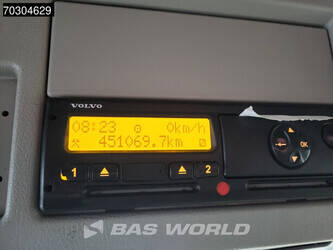 70304629
VOLVO
08:23 0km/h
451069.7km
1 2
OK
BAS WORLD